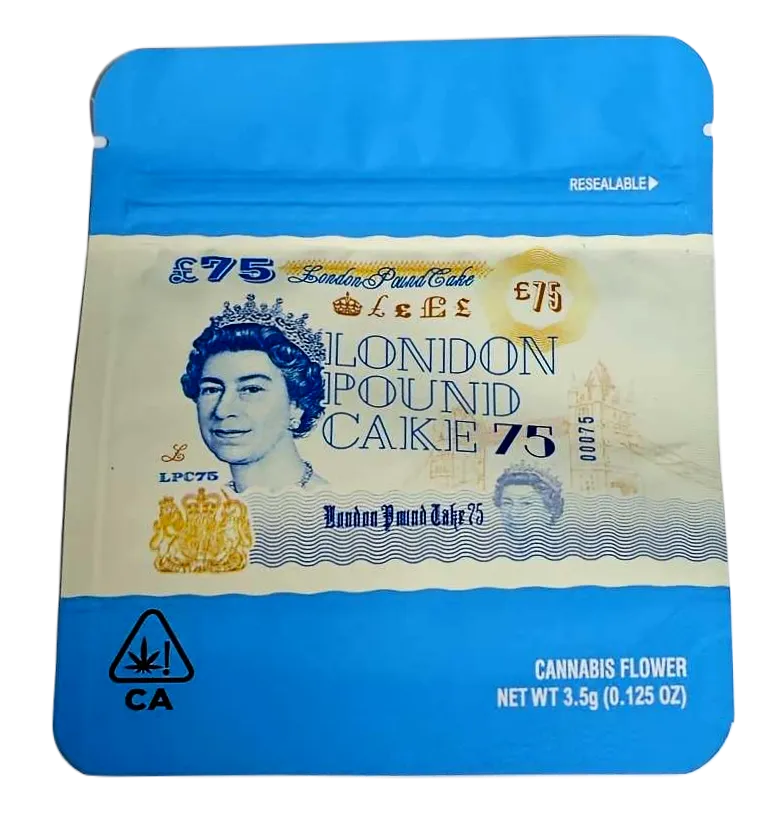 RESEALABLE
£75
London Pound Cake
£75
£ £ £ £
LONDON
POUND
CAKE 75
00075
£
LPC75
London Pound Cake 75
CA
CANNABIS FLOWER
NET WT 3.5g (0.125 OZ)